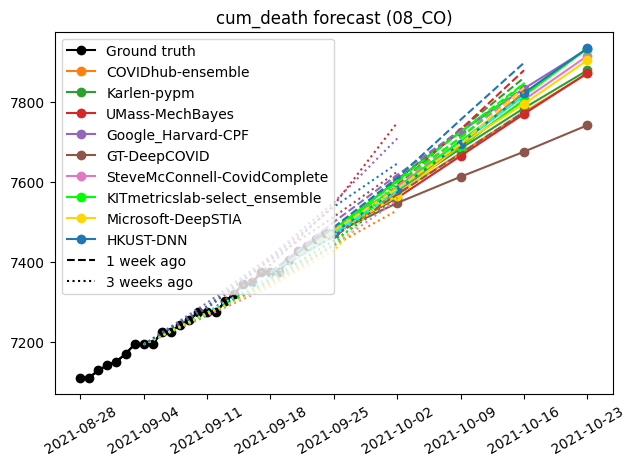 cum_death forecast (08_CO)
Ground truth
COVIDhub-ensemble
Karlen-pypm
UMass-MechBayes
Google_Harvard-CPF
GT-DeepCOVID
SteveMcConnell-CovidComplete
KITmetricslab-select_ensemble
Microsoft-DeepSTIA
HKUST-DNN
1 week ago
3 weeks ago
7800
7600
7400
7200
2021-08-28
2021-09-04
2021-09-11
2021-09-18
2021-09-25
2021-10-02
2021-10-09
2021-10-16
2021-10-23